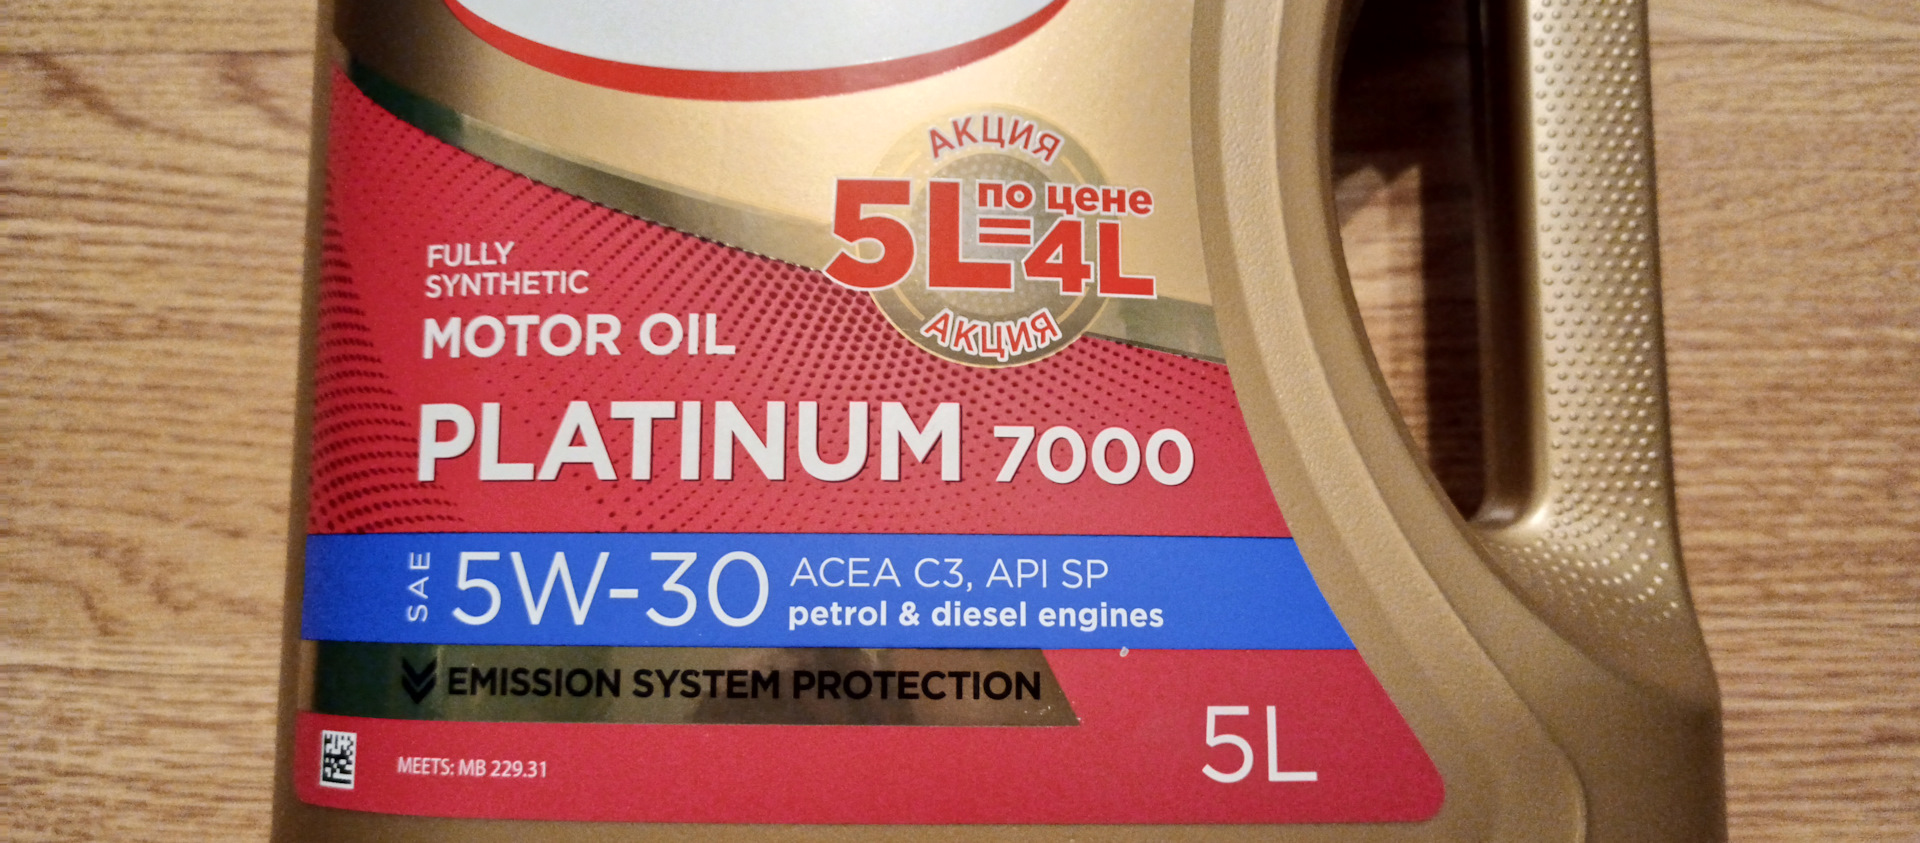 АКЦИЯ
5L=4L
по цене
АКЦИЯ
FULLY
SYNTHETIC
MOTOR OIL
PLATINUM 7000
SAE 5W-30
ACEA C3, API SP
petrol & diesel engines
EMISSION SYSTEM PROTECTION
MEETS: MB 229.31
5L